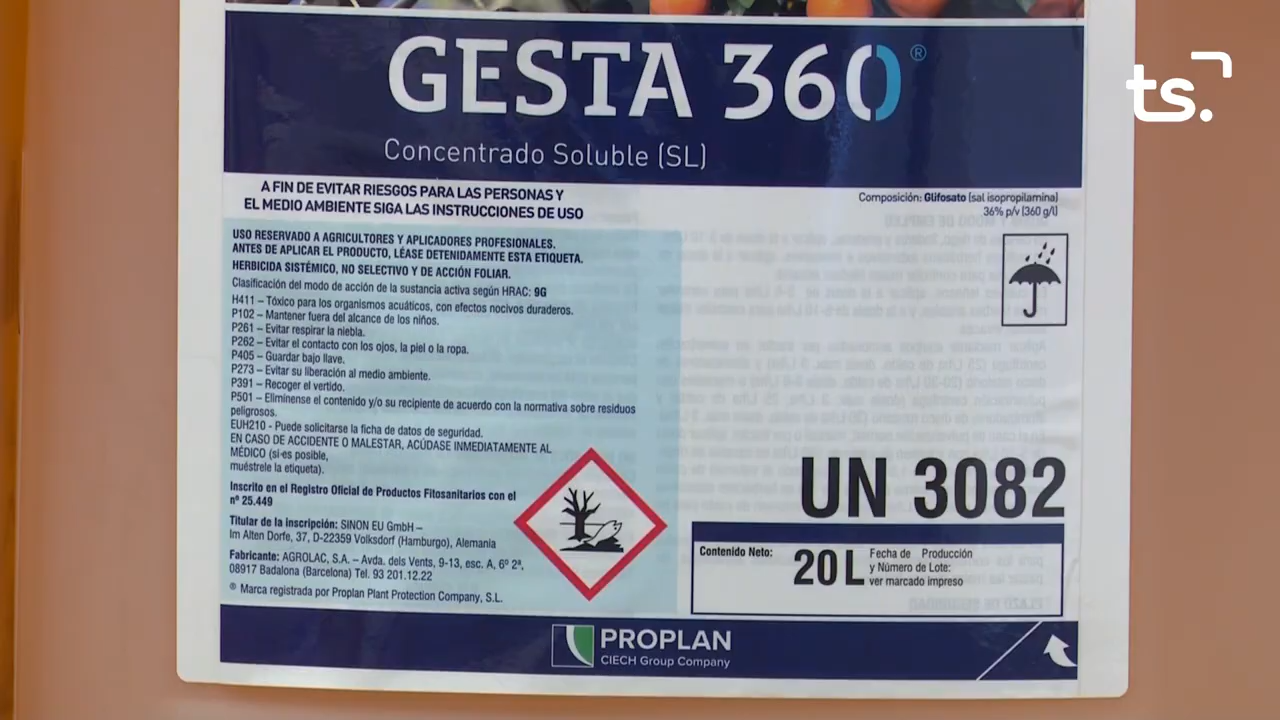 GESTA 360®
ts.
Concentrado Soluble (SL)
A FIN DE EVITAR RIESGOS PARA LAS PERSONAS Y
EL MEDIO AMBIENTE SIGA LAS INSTRUCCIONES DE USO
Composición: Glifosato (sal isopropilamina)
36% p/v (360 g/l)
USO RESERVADO A AGRICULTORES Y APLICADORES PROFESIONALES.
ANTES DE APLICAR EL PRODUCTO, LÉASE DETENIDAMENTE ESTA ETIQUETA.
HERBICIDA SISTÉMICO, NO SELECTIVO Y DE ACCIÓN FOLIAR.
Clasificación del modo de acción de la sustancia activa según HRAC: 9G
H411 – Tóxico para los organismos acuáticos, con efectos nocivos duraderos.
P102 – Mantener fuera del alcance de los niños.
P261 – Evitar respirar la niebla.
P262 – Evitar el contacto con los ojos, la piel o la ropa.
P405 – Guardar bajo llave.
P273 – Evitar su liberación al medio ambiente.
P391 – Recoger el vertido.
P501 – Elimínense el contenido y/o su recipiente de acuerdo con la normativa sobre residuos
peligrosos.
EUH210 - Puede solicitarse la ficha de datos de seguridad.
EN CASO DE ACCIDENTE O MALESTAR, ACÚDASE INMEDIATAMENTE AL
MÉDICO (si es posible,
muéstrele la etiqueta).
Inscrito en el Registro Oficial de Productos Fitosanitarios con el
nº 25.449
Titular de la inscripción: SINON EU GmbH –
Im Alten Dorfe, 37, D-22359 Volksdorf (Hamburgo), Alemania
Fabricante: AGROLAC, S.A. – Avda. dels Vents, 9-13, esc. A, 6º 2ª,
08917 Badalona (Barcelona) Tel. 93 201.12.22
® Marca registrada por Proplan Plant Protection Company, S.L.
UN 3082
Contenido Neto: 20 L
Fecha de Producción
y Número de Lote:
ver marcado impreso
PROPLAN
CIECH Group Company